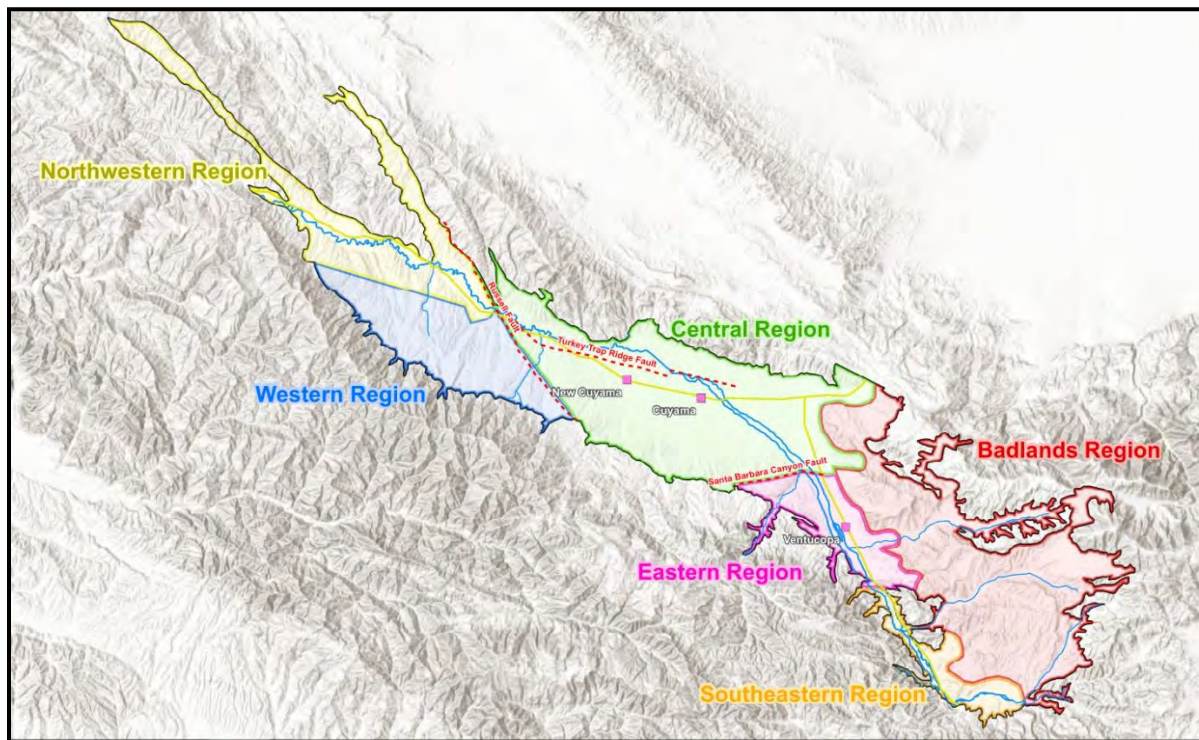 Northwestern Region
Russell Fault
Central Region
Turkey Trap Ridge Fault
Western Region
New Cuyama
Cuyama
Badlands Region
Santa Barbara Canyon Fault
Ventucopa
Eastern Region
Southeastern Region